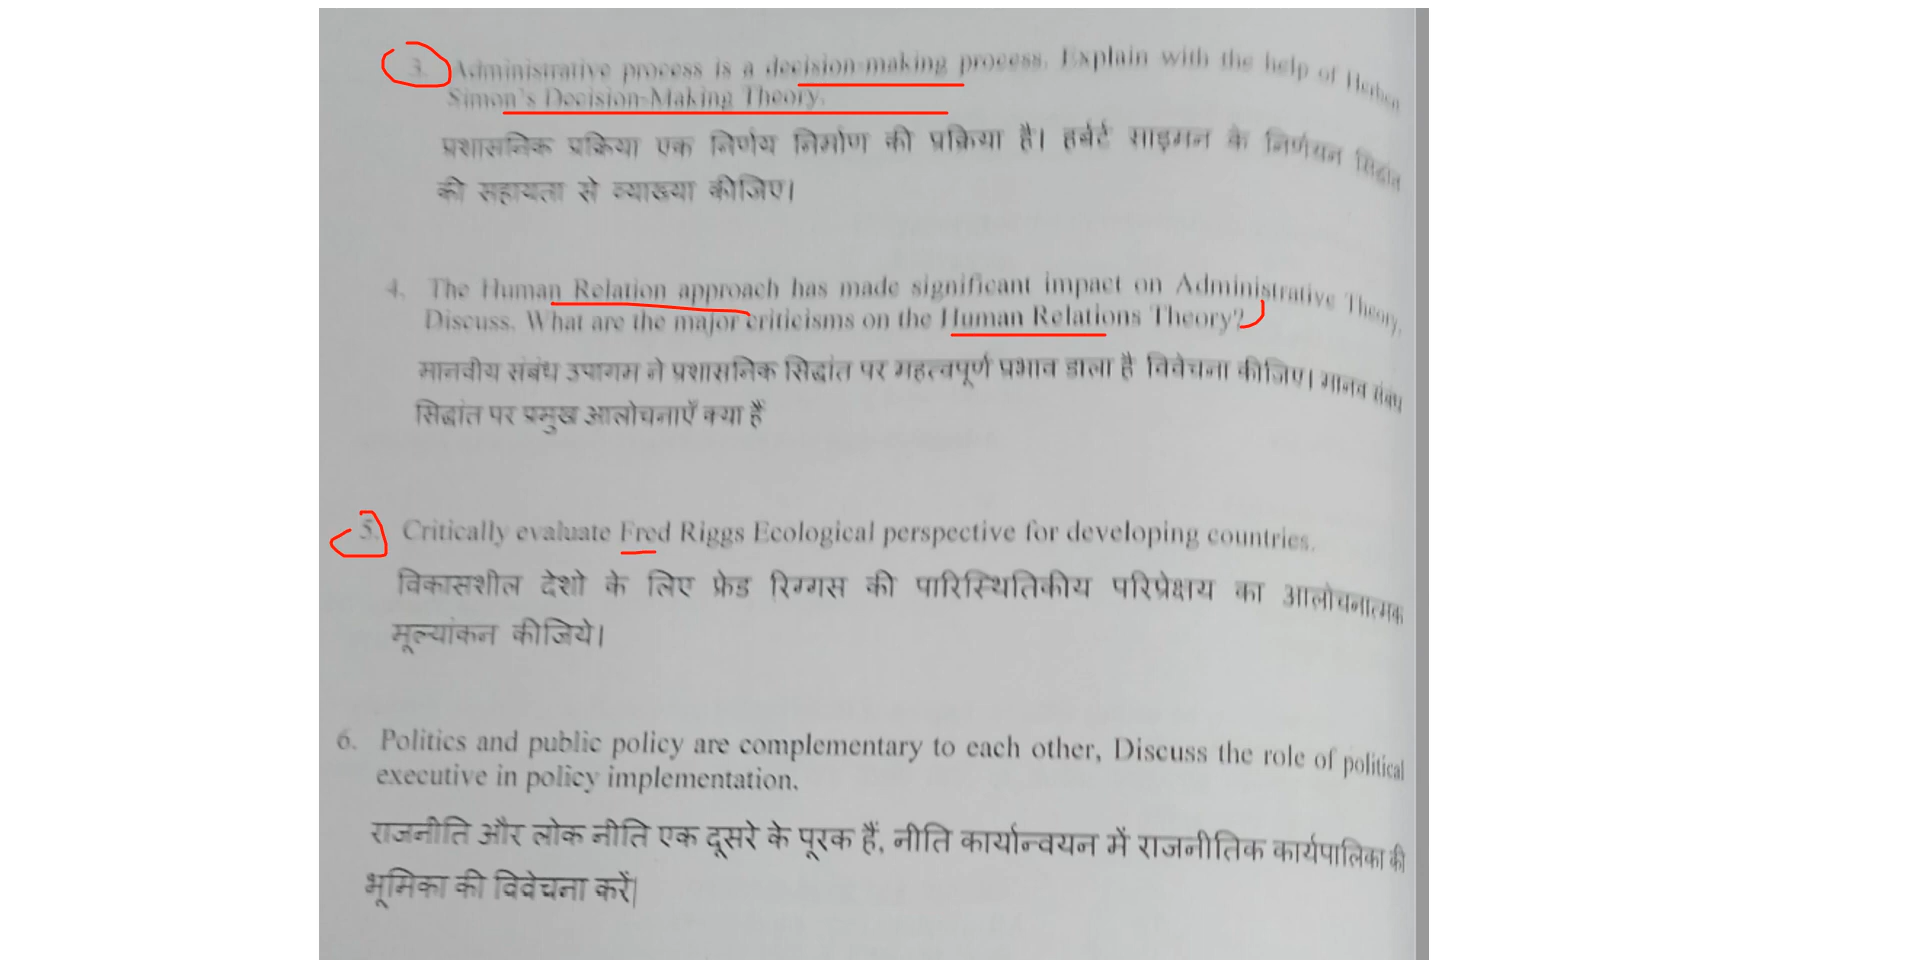 3. Administrative process is a decision-making process. Explain with the help of Herbert
Simon's Decision-Making Theory.
प्रशासनिक प्रक्रिया एक निर्णय निर्माण की प्रक्रिया है। हर्बर्ट साइमन के निर्णयन सिद्धांत
की सहायता से व्याख्या कीजिए।
4. The Human Relation approach has made significant impact on Administrative Theory,
Discuss. What are the major criticisms on the Human Relations Theory?
मानवीय संबंध उपागम ने प्रशासनिक सिद्धांत पर महत्वपूर्ण प्रभाव डाला है विवेचना कीजिए। मानव संबंध
सिद्धांत पर प्रमुख आलोचनाएँ क्या हैं
5. Critically evaluate Fred Riggs Ecological perspective for developing countries.
विकासशील देशो के लिए फ्रेड रिग्गस की पारिस्थितिकीय परिप्रेक्षय का आलोचनात्मक
मूल्यांकन कीजिये।
6. Politics and public policy are complementary to each other, Discuss the role of political
executive in policy implementation.
राजनीति और लोक नीति एक दूसरे के पूरक हैं, नीति कार्यान्वयन में राजनीतिक कार्यपालिका की
भूमिका की विवेचना करें|